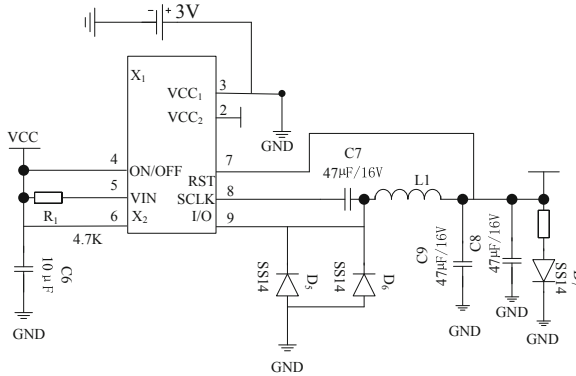 - + 3V
X1
VCC1
3
VCC2
2
GND
VCC
4
ON/OFF
7
RST
5
VIN
R1
SCLK
8
6
X2
I/O
9
4.7K
C7
47μF/16V
L1
C6
10μF
GND
SS14
D5
SS14
D6
GND
C9
47μF/16V
GND
C8
47μF/16V
GND
SS14
GND